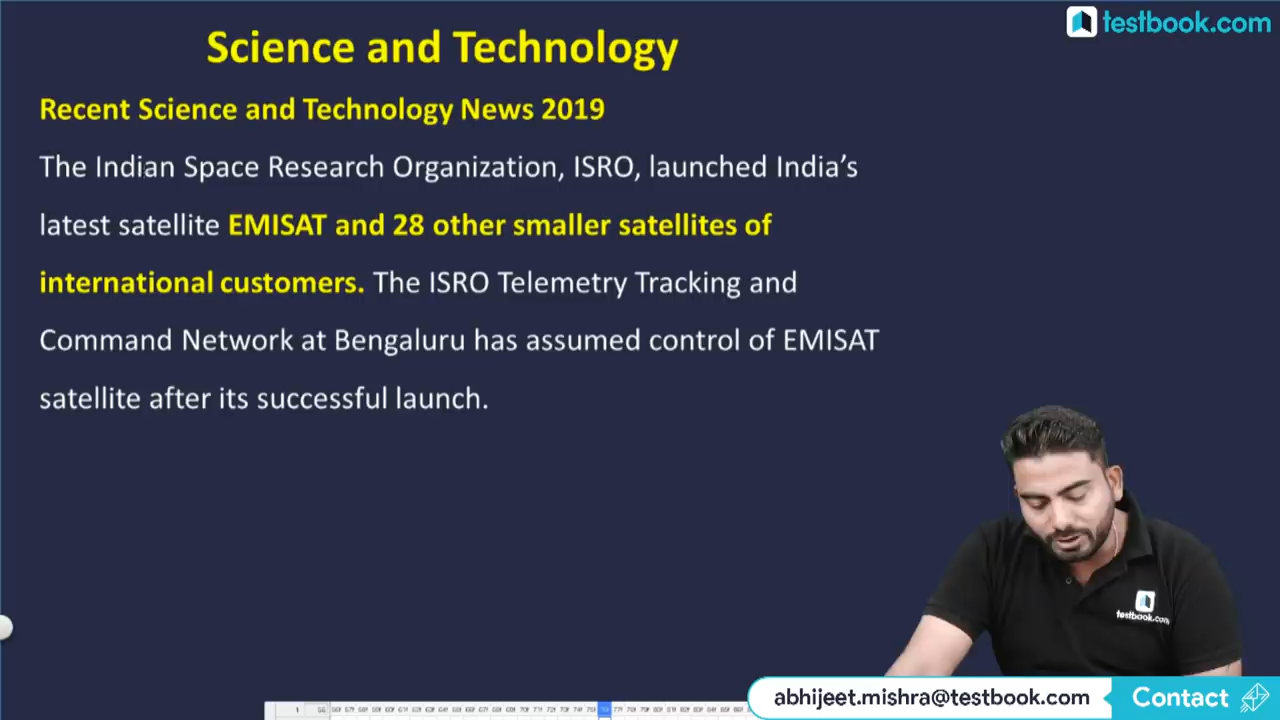 testbook.com
Science and Technology
Recent Science and Technology News 2019
The Indian Space Research Organization, ISRO, launched India's
latest satellite EMISAT and 28 other smaller satellites of
international customers. The ISRO Telemetry Tracking and
Command Network at Bengaluru has assumed control of EMISAT
satellite after its successful launch.
testbook.com
abhijeet.mishra@testbook.com Contact